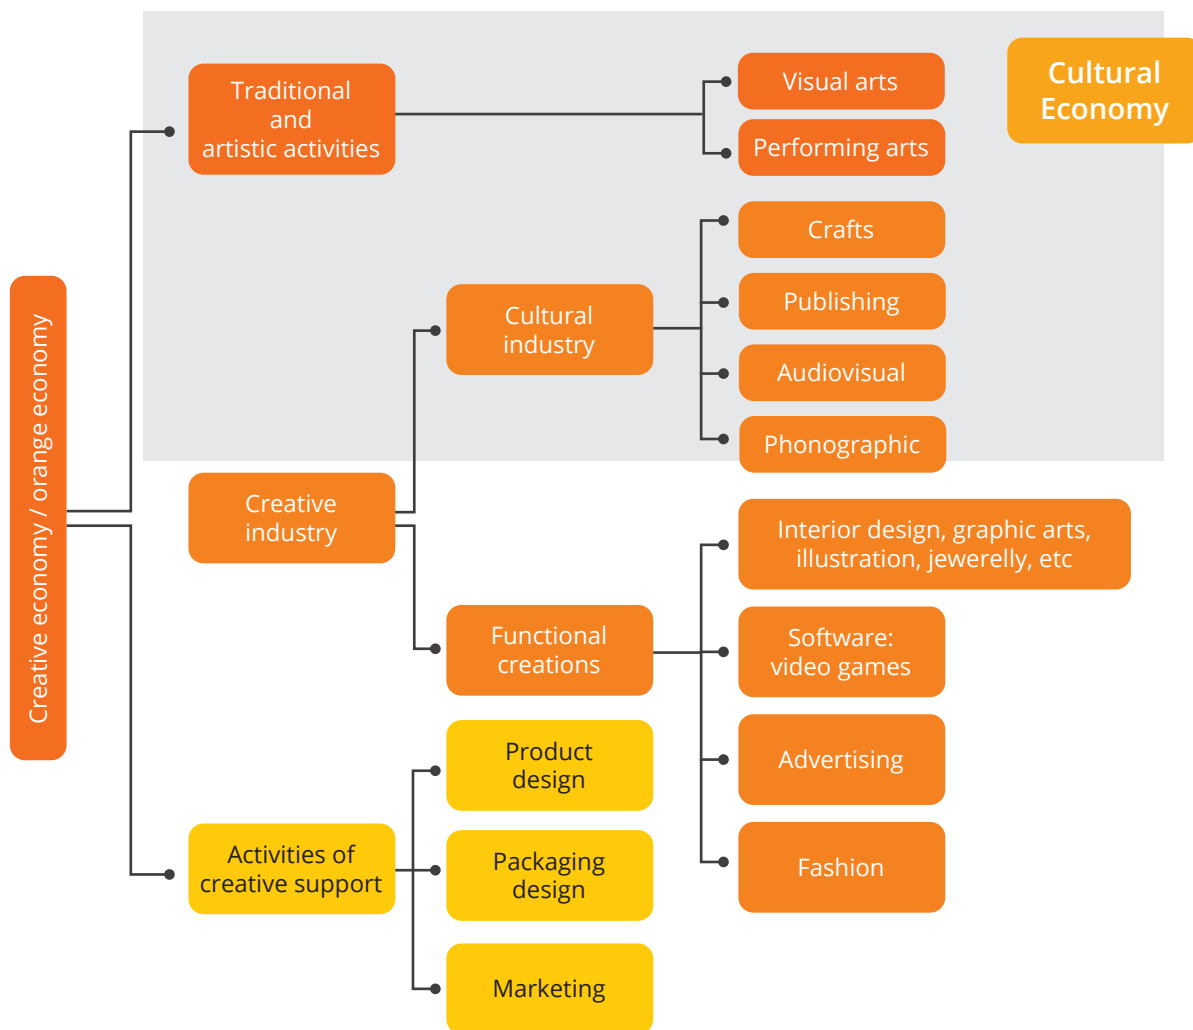 Cultural
Economy
Traditional
and
artistic activities
Visual arts
Performing arts
Crafts
Cultural
industry
Publishing
Audiovisual
Phonographic
Creative economy / orange economy
Creative
industry
Interior design, graphic arts,
illustration, jewerelly, etc
Functional
creations
Software:
video games
Advertising
Fashion
Product
design
Activities of
creative support
Packaging
design
Marketing